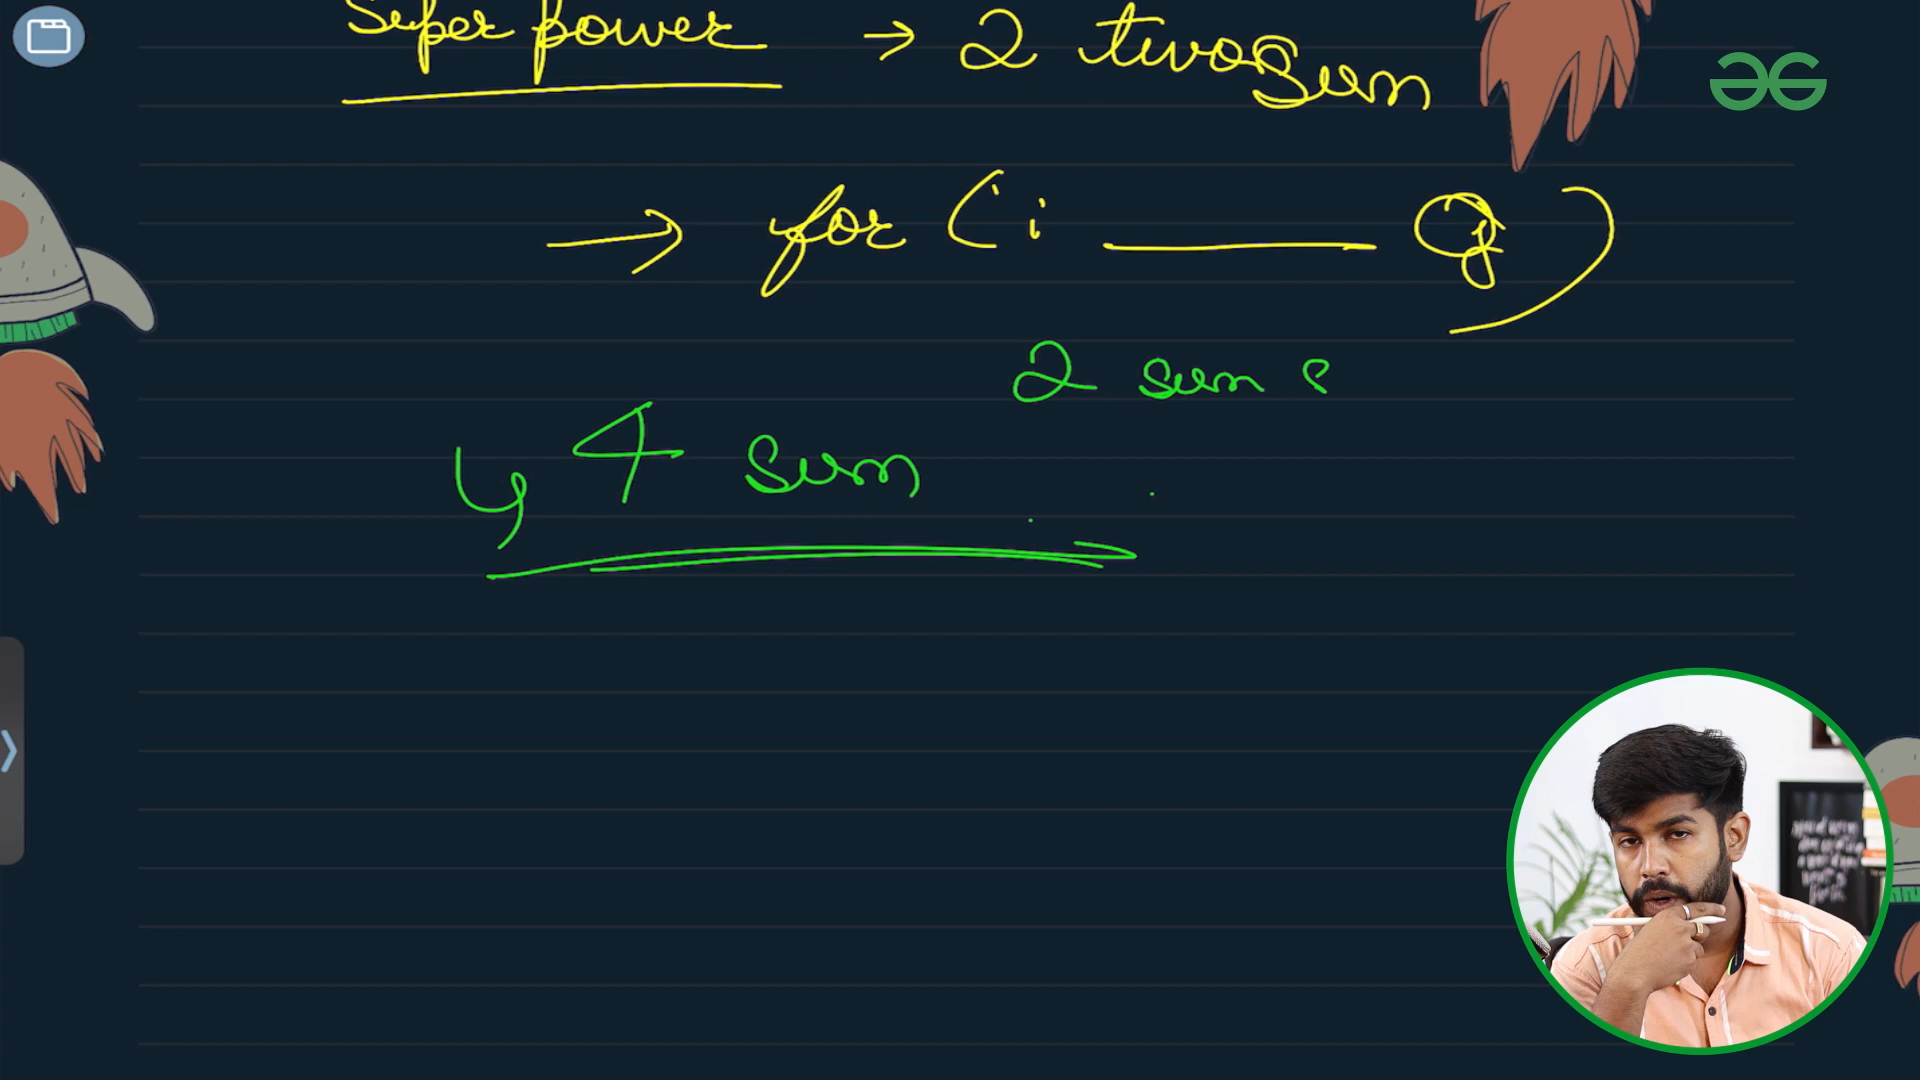 Super power → 2 twoSum
→ for ( i ——— j )
2 sum
↳ 4 sum